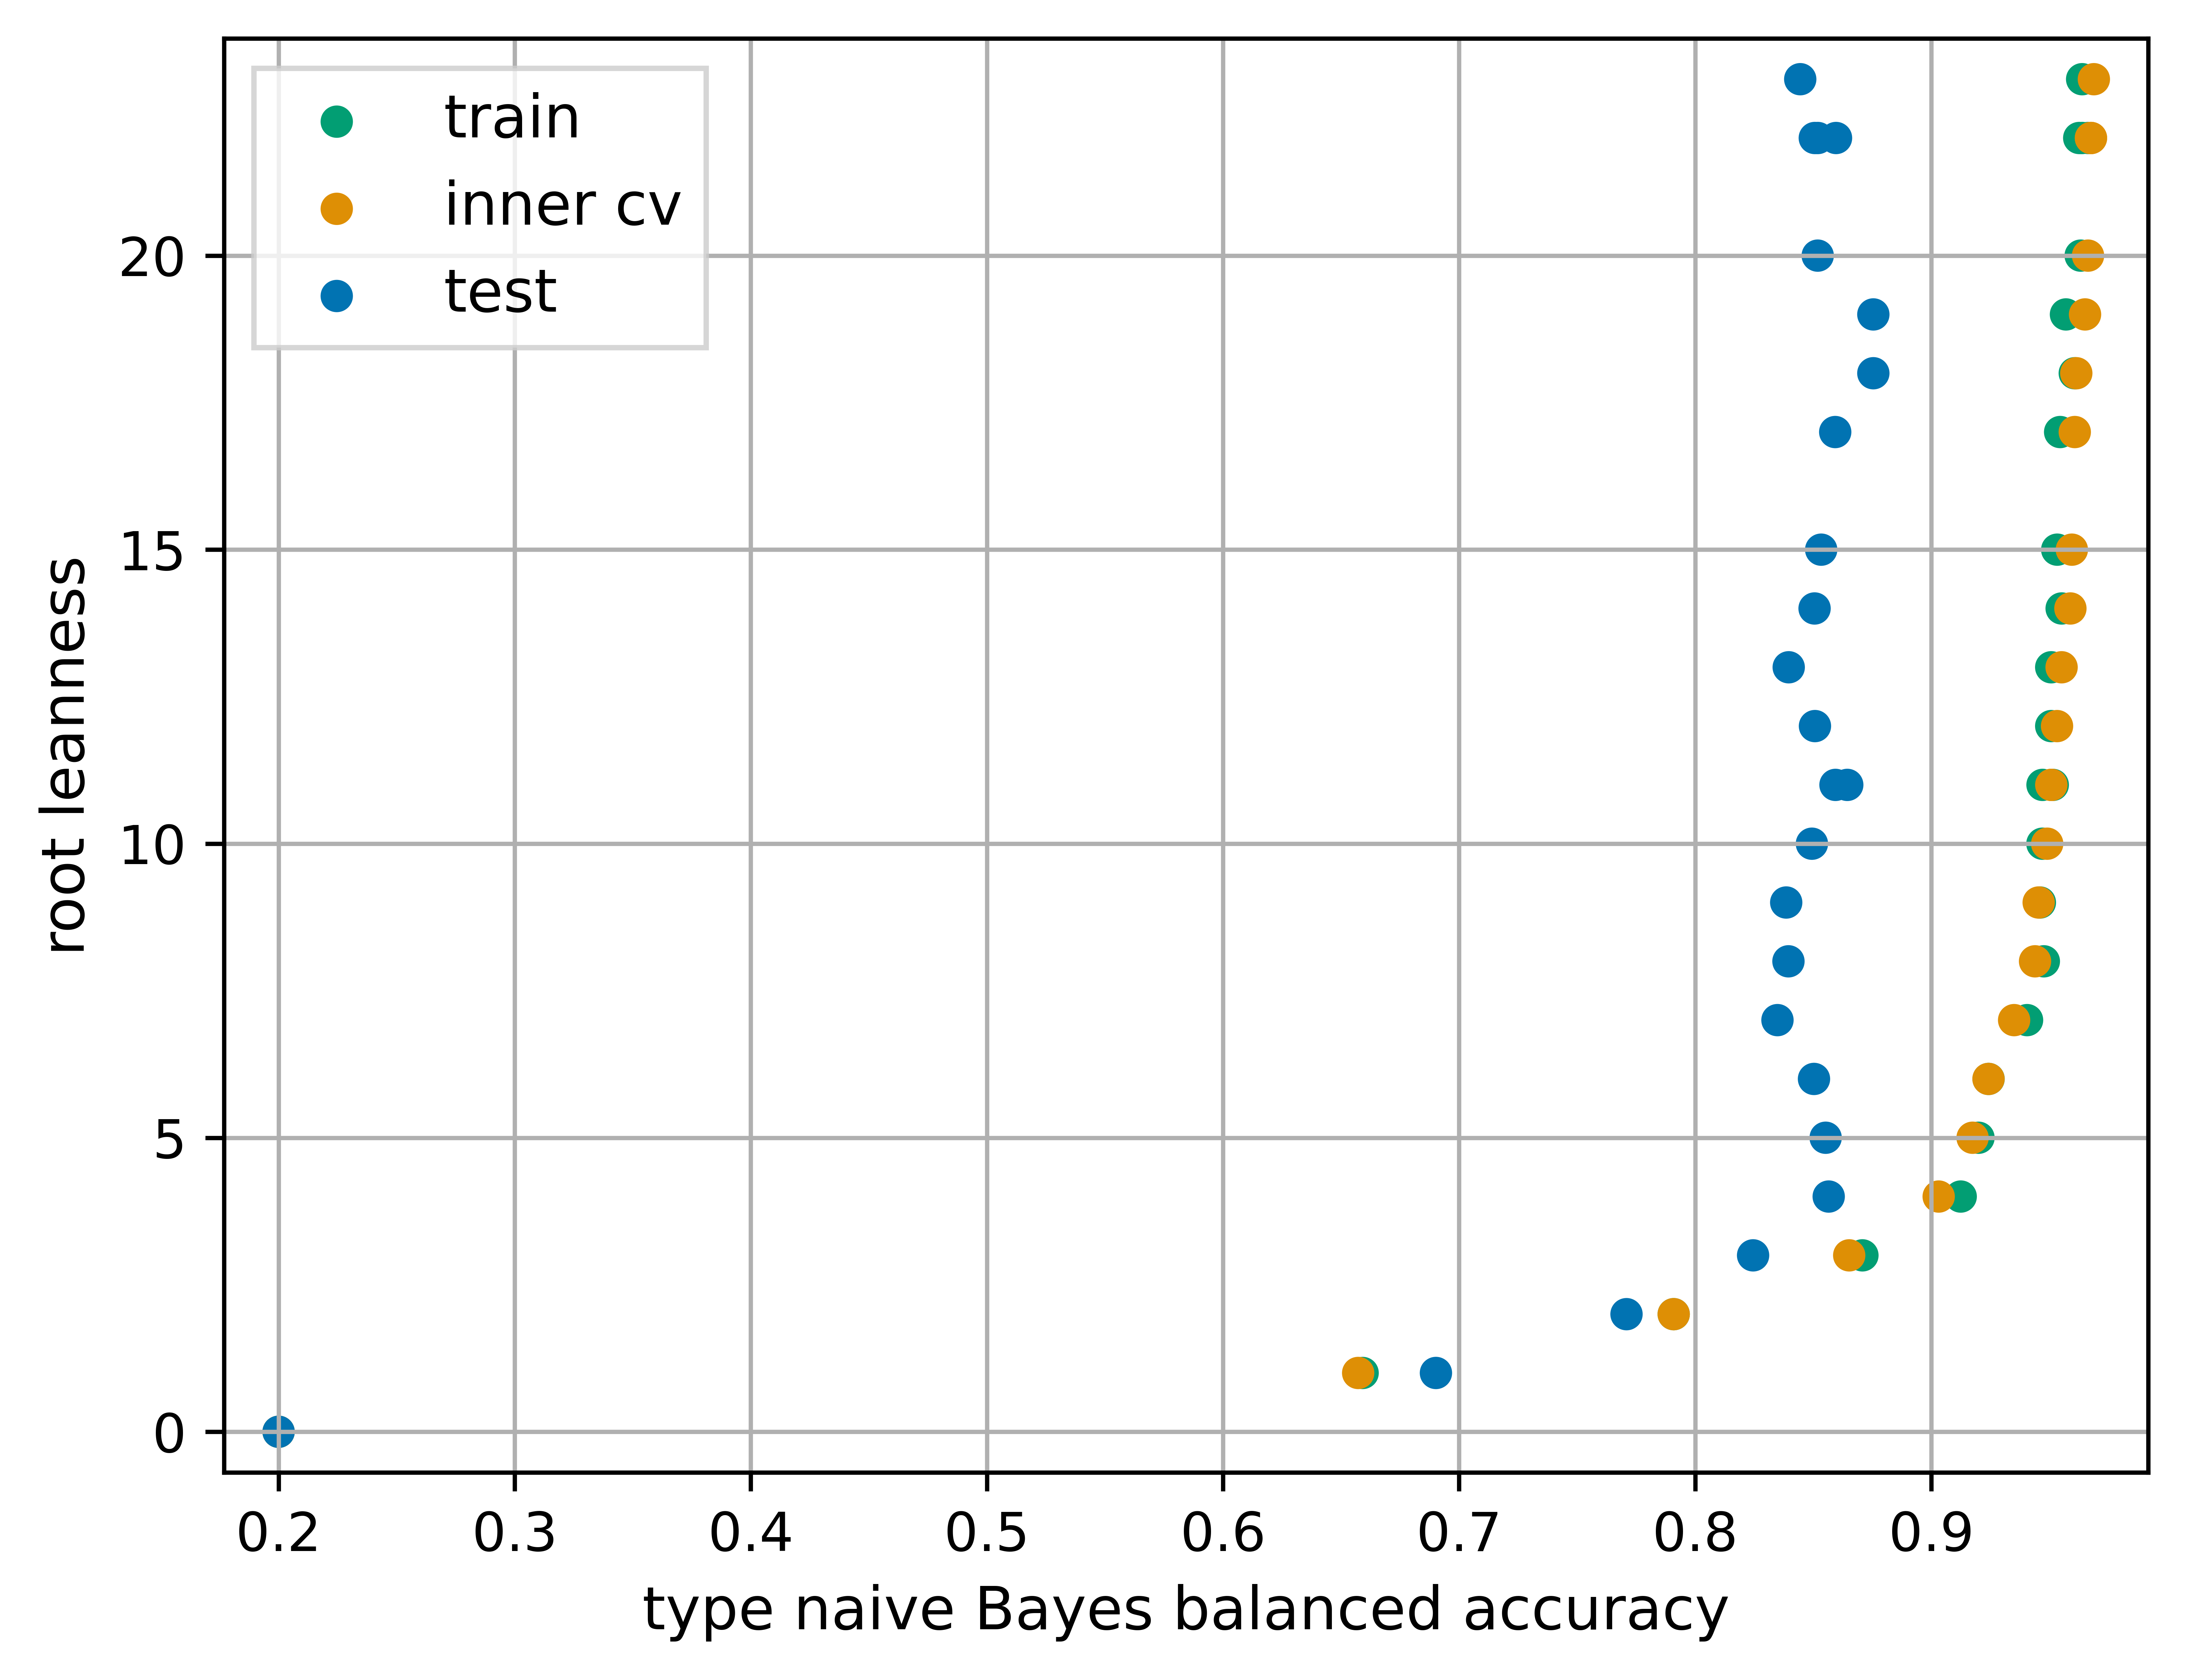 train
inner cv
test
root leanness
20
15
10
5
0
0.2 0.3 0.4 0.5 0.6 0.7 0.8 0.9
type naive Bayes balanced accuracy